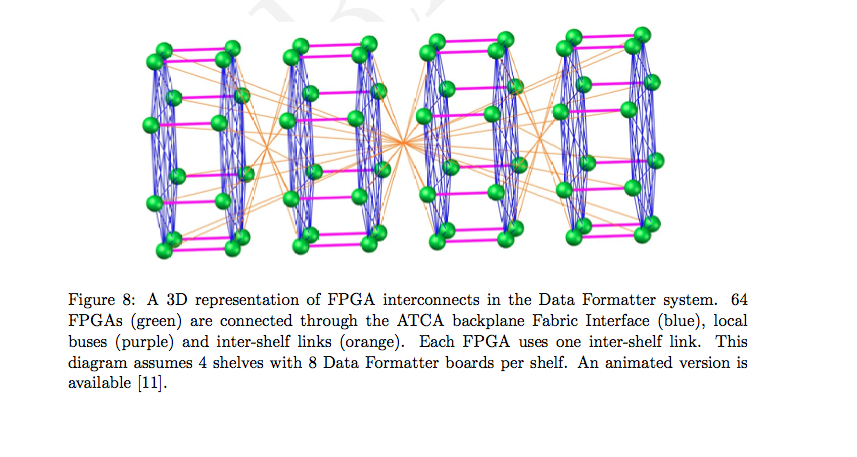 Figure 8: A 3D representation of FPGA interconnects in the Data Formatter system. 64
FPGAs (green) are connected through the ATCA backplane Fabric Interface (blue), local
buses (purple) and inter-shelf links (orange). Each FPGA uses one inter-shelf link. This
diagram assumes 4 shelves with 8 Data Formatter boards per shelf. An animated version is
available [11].